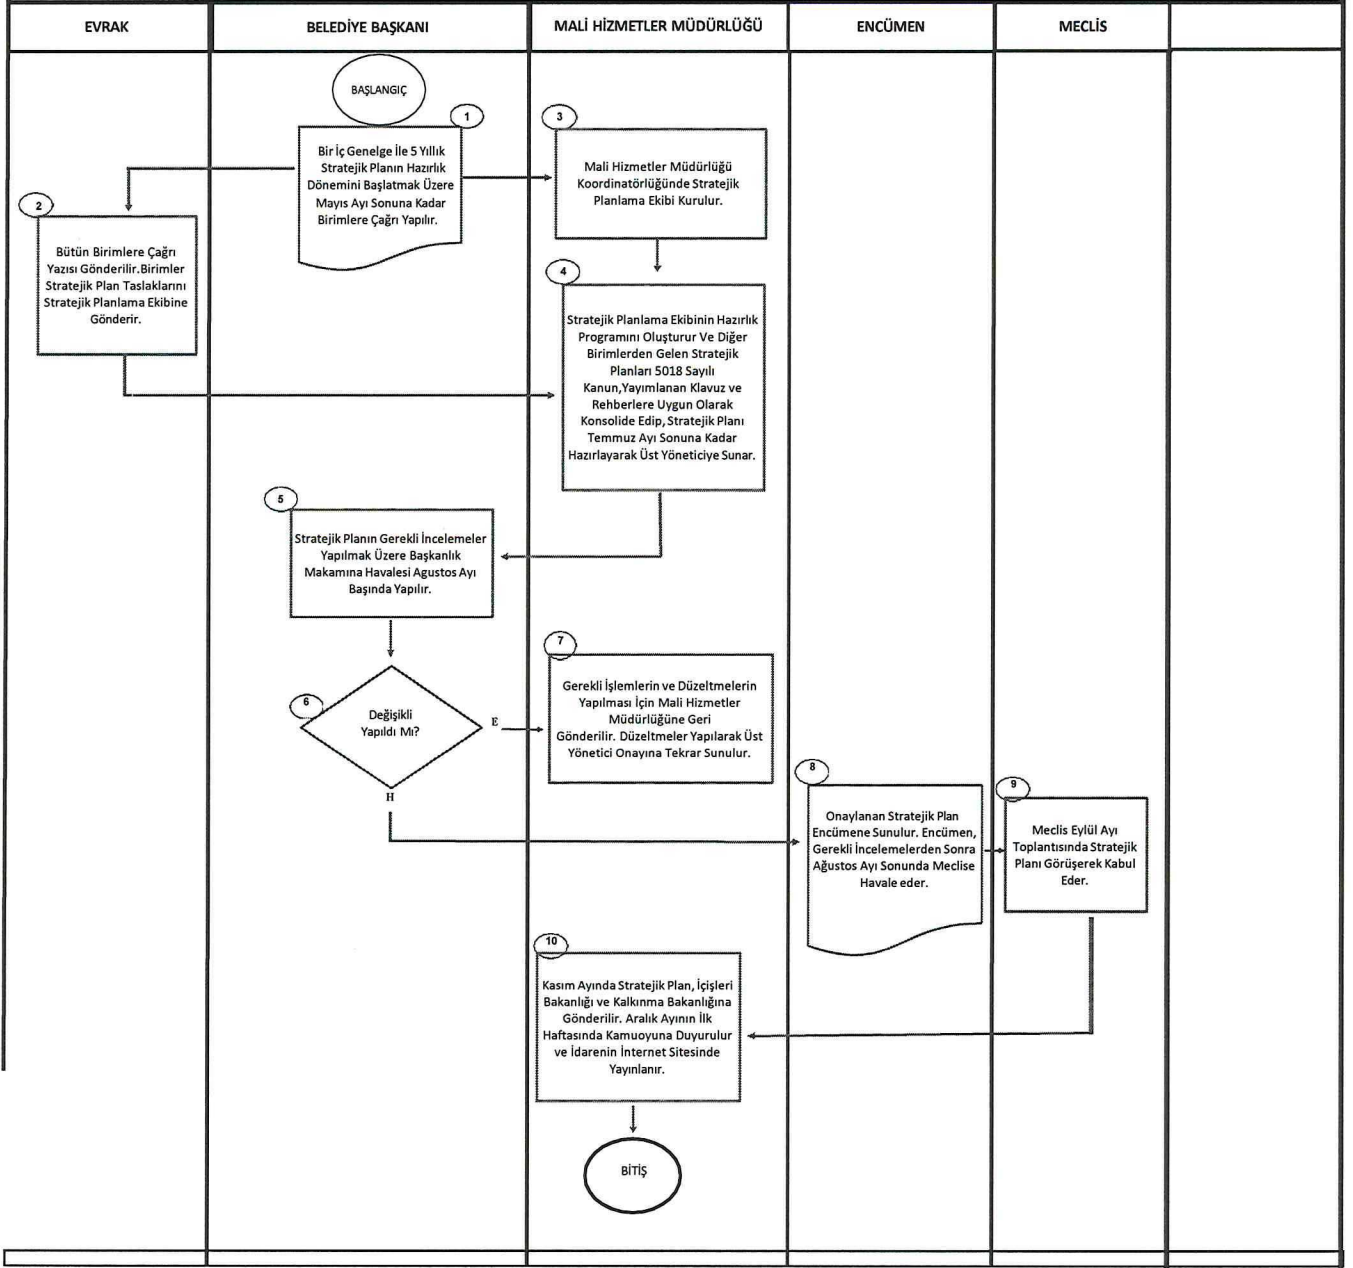 EVRAK
BELEDİYE BAŞKANI
MALİ HİZMETLER MÜDÜRLÜĞÜ
ENCÜMEN
MECLİS
BAŞLANGIÇ
1
Bir İç Genelge İle 5 Yıllık
Stratejik Planın Hazırlık
Dönemini Başlatmak Üzere
Mayıs Ayı Sonuna Kadar
Birimlere Çağrı Yapılır.
2
Bütün Birimlere Çağrı
Yazısı Gönderilir.Birimler
Stratejik Plan Taslaklarını
Stratejik Planlama Ekibine
Gönderir.
3
Mali Hizmetler Müdürlüğü
Koordinatörlüğünde Stratejik
Planlama Ekibi Kurulur.
4
Stratejik Planlama Ekibinin Hazırlık
Programını Oluşturur Ve Diğer
Birimlerden Gelen Stratejik
Planları 5018 Sayılı
Kanun,Yayımlanan Klavuz ve
Rehberlere Uygun Olarak
Konsolide Edip, Stratejik Planı
Temmuz Ayı Sonuna Kadar
Hazırlayarak Üst Yöneticiye Sunar.
5
Stratejik Planın Gerekli İncelemeler
Yapılmak Üzere Başkanlık
Makamına Havalesi Agustos Ayı
Başında Yapılır.
6
Değişikli
Yapıldı Mı?
E
H
7
Gerekli İşlemlerin ve Düzeltmelerin
Yapılması İçin Mali Hizmetler
Müdürlüğüne Geri
Gönderilir. Düzeltmeler Yapılarak Üst
Yönetici Onayına Tekrar Sunulur.
8
Onaylanan Stratejik Plan
Encümene Sunulur. Encümen,
Gerekli İncelemelerden Sonra
Ağustos Ayı Sonunda Meclise
Havale eder.
9
Meclis Eylül Ayı
Toplantısında Stratejik
Planı Görüşerek Kabul
Eder.
10
Kasım Ayında Stratejik Plan, İçişleri
Bakanlığı ve Kalkınma Bakanlığına
Gönderilir. Aralık Ayının İlk
Haftasında Kamuoyuna Duyurulur
ve İdarenin İnternet Sitesinde
Yayınlanır.
BİTİŞ